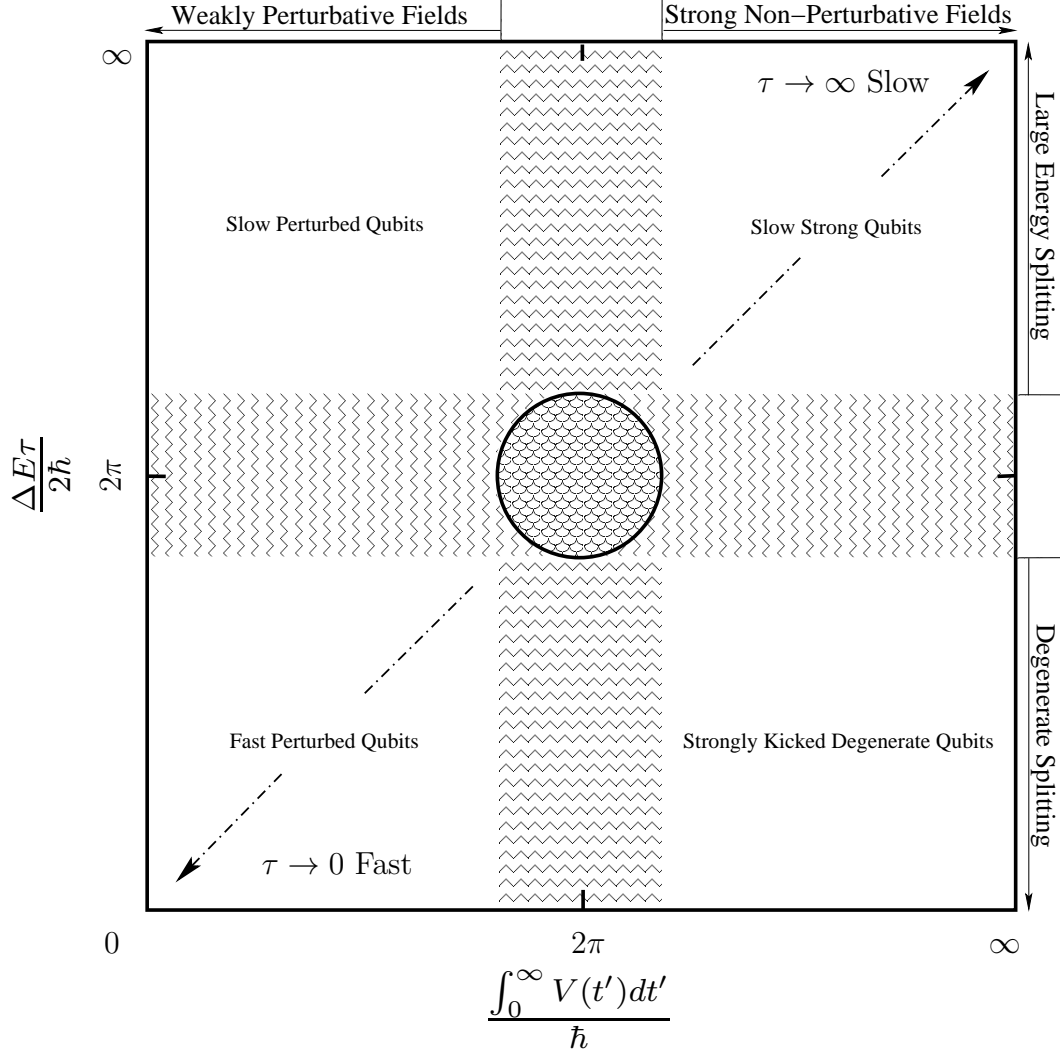 Weakly Perturbative Fields
Strong Non–Perturbative Fields
∞
τ → ∞ Slow
Large Energy Splitting
Slow Perturbed Qubits
Slow Strong Qubits
ΔEτ
2ħ
2π
Degenerate Splitting
Fast Perturbed Qubits
Strongly Kicked Degenerate Qubits
τ → 0 Fast
0
2π
∞
∫₀^∞ V(t′)dt′
ħ